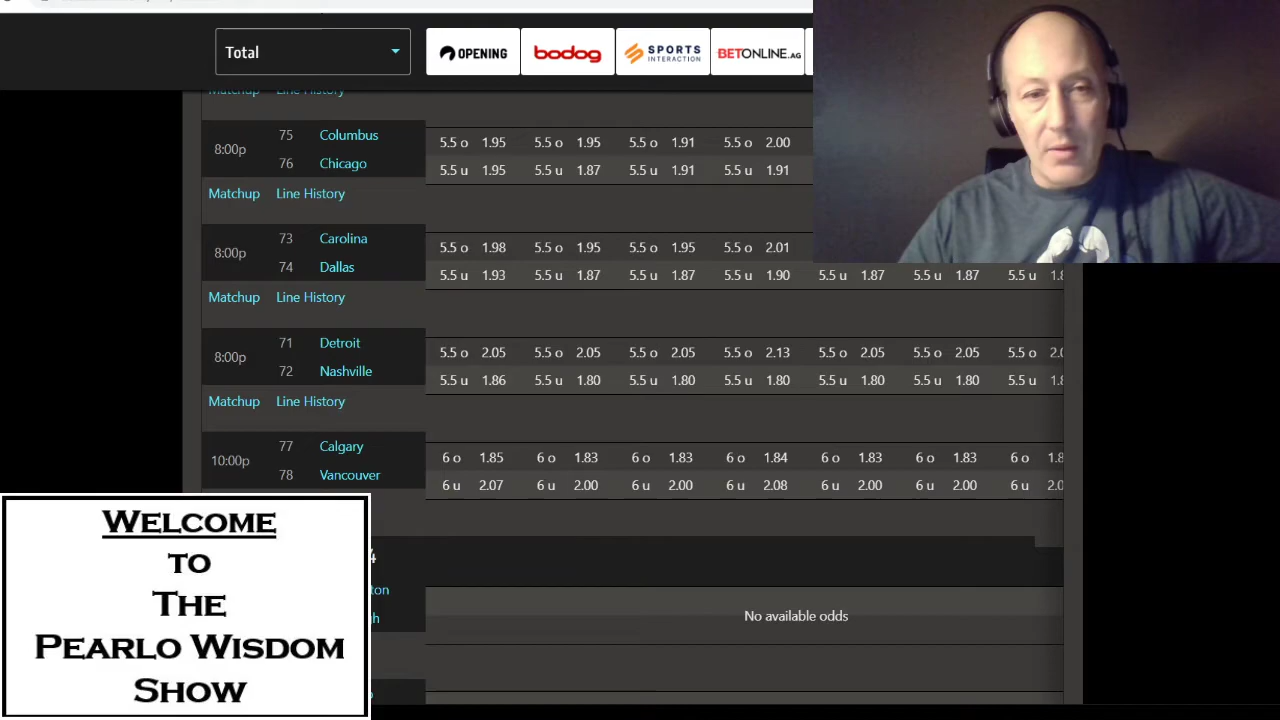 Total
OPENING bodog SPORTS INTERACTION BETONLINE.AG
Matchup Line History
8:00p 75 Columbus 5.5 o 1.95 5.5 o 1.95 5.5 o 1.91 5.5 o 2.00
76 Chicago 5.5 u 1.95 5.5 u 1.87 5.5 u 1.91 5.5 u 1.91
Matchup Line History
8:00p 73 Carolina 5.5 o 1.98 5.5 o 1.95 5.5 o 1.95 5.5 o 2.01
74 Dallas 5.5 u 1.93 5.5 u 1.87 5.5 u 1.87 5.5 u 1.90 5.5 u 1.87 5.5 u 1.87 5.5 u
Matchup Line History
8:00p 71 Detroit 5.5 o 2.05 5.5 o 2.05 5.5 o 2.05 5.5 o 2.13 5.5 o 2.05 5.5 o 2.05 5.5 o
72 Nashville 5.5 u 1.86 5.5 u 1.80 5.5 u 1.80 5.5 u 1.80 5.5 u 1.80 5.5 u 1.80 5.5 u
Matchup Line History
10:00p 77 Calgary 6 o 1.85 6 o 1.83 6 o 1.83 6 o 1.84 6 o 1.83 6 o 1.83 6 o
78 Vancouver 6 u 2.07 6 u 2.00 6 u 2.00 6 u 2.08 6 u 2.00 6 u 2.00 6 u
No available odds
Welcome
to
The
Pearlo Wisdom
Show